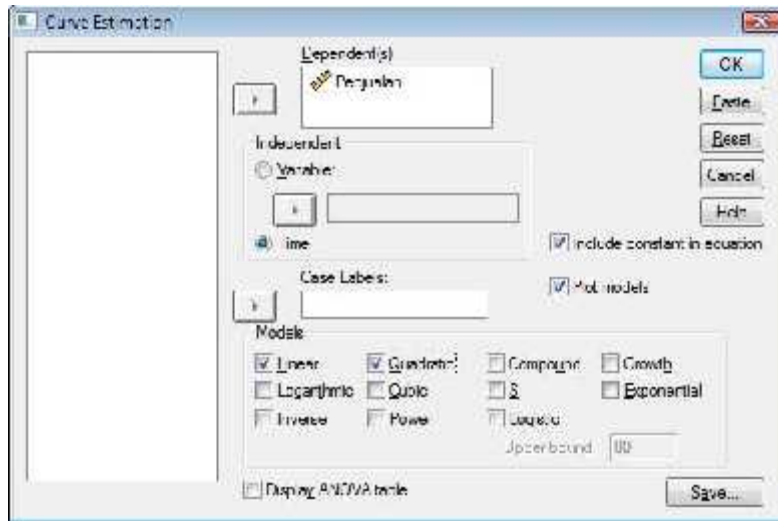 Curve Estimation
Dependent(s)
Penjualan
OK
Paste
Reset
Cancel
Help
Independent
Variable:
Time
Include constant in equation
Case Labels:
Plot models
Models
Linear
Quadratic
Compound
Growth
Logarithmic
Cubic
S
Exponential
Inverse
Power
Logistic
Upper bound
Display ANOVA table
Save...